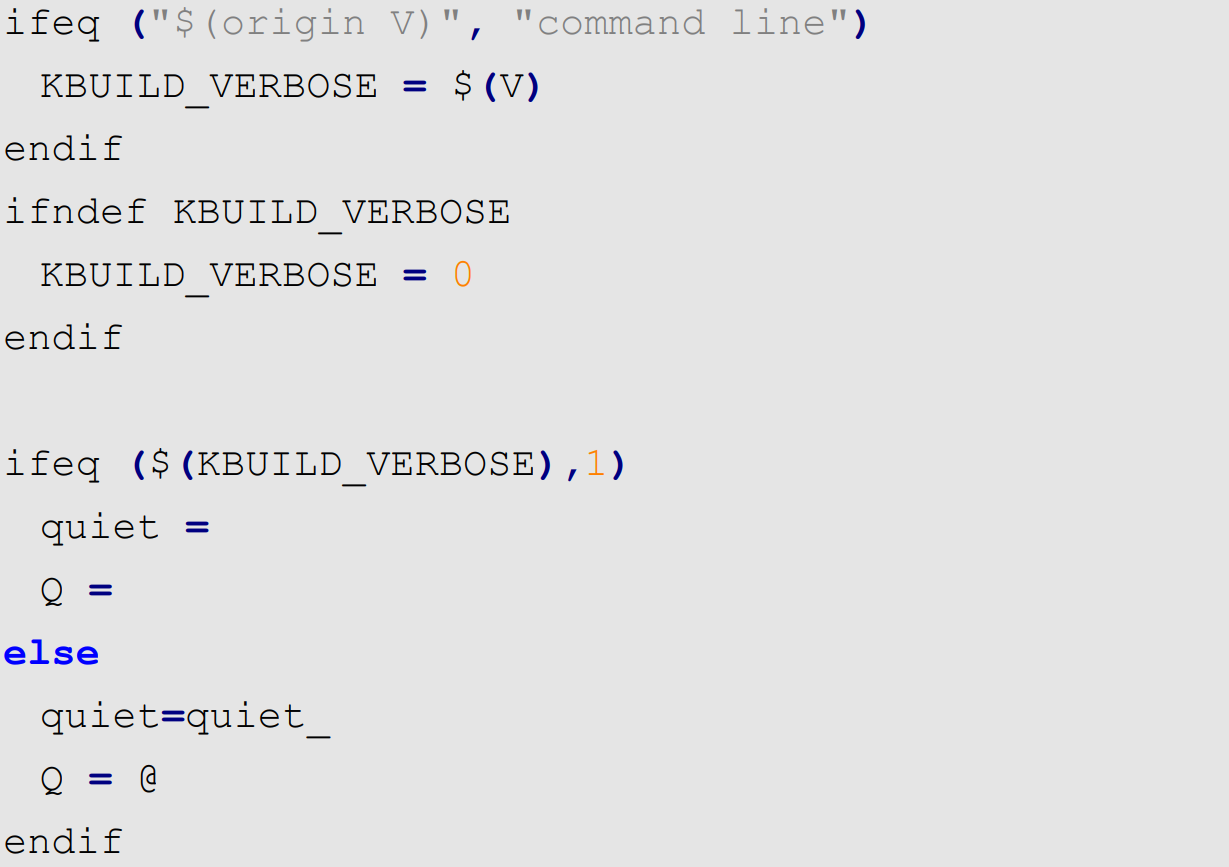 ifeq ("$(origin V)", "command line")
KBUILD_VERBOSE = $(V)
endif
ifndef KBUILD_VERBOSE
KBUILD_VERBOSE = 0
endif
ifeq ($(KBUILD_VERBOSE),1)
quiet =
Q =
else
quiet=quiet_
Q = @
endif